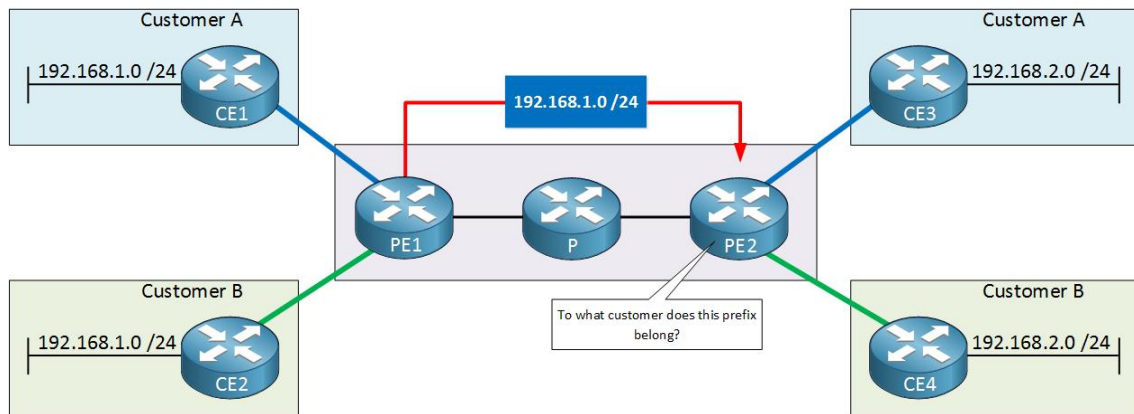 Customer A
192.168.1.0 /24
CE1
192.168.1.0 /24
Customer A
192.168.2.0 /24
CE3
PE1
P
PE2
To what customer does this prefix
belong?
Customer B
192.168.1.0 /24
CE2
Customer B
192.168.2.0 /24
CE4